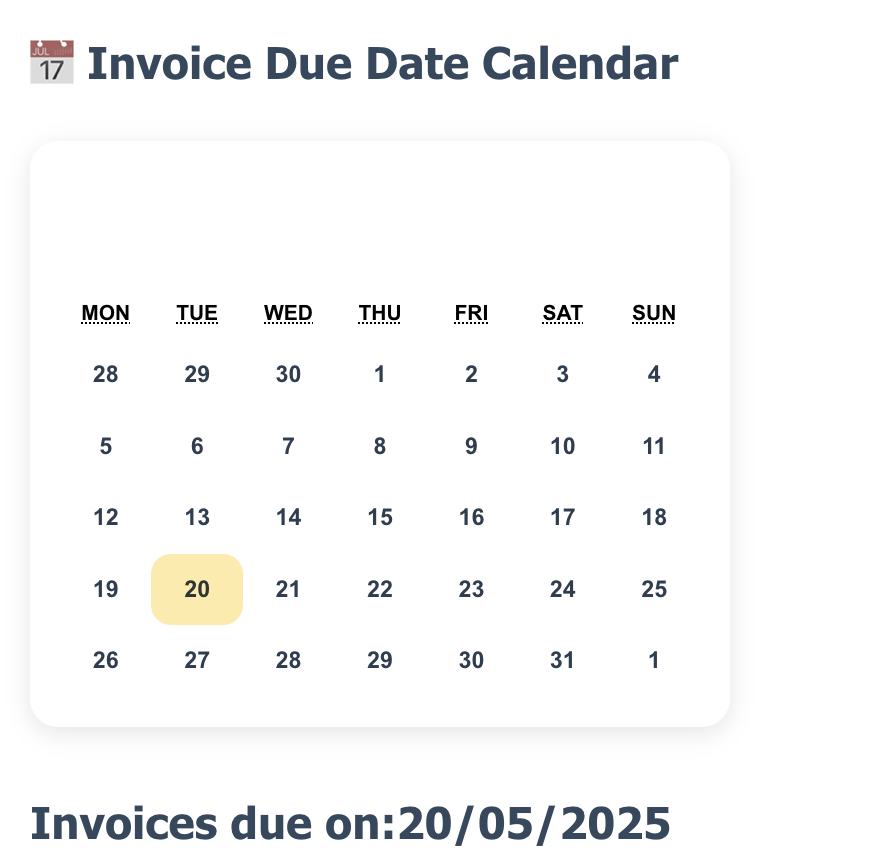 JUL
17 Invoice Due Date Calendar
MON TUE WED THU FRI SAT SUN
28 29 30 1 2 3 4
5 6 7 8 9 10 11
12 13 14 15 16 17 18
19 20 21 22 23 24 25
26 27 28 29 30 31 1
Invoices due on:20/05/2025